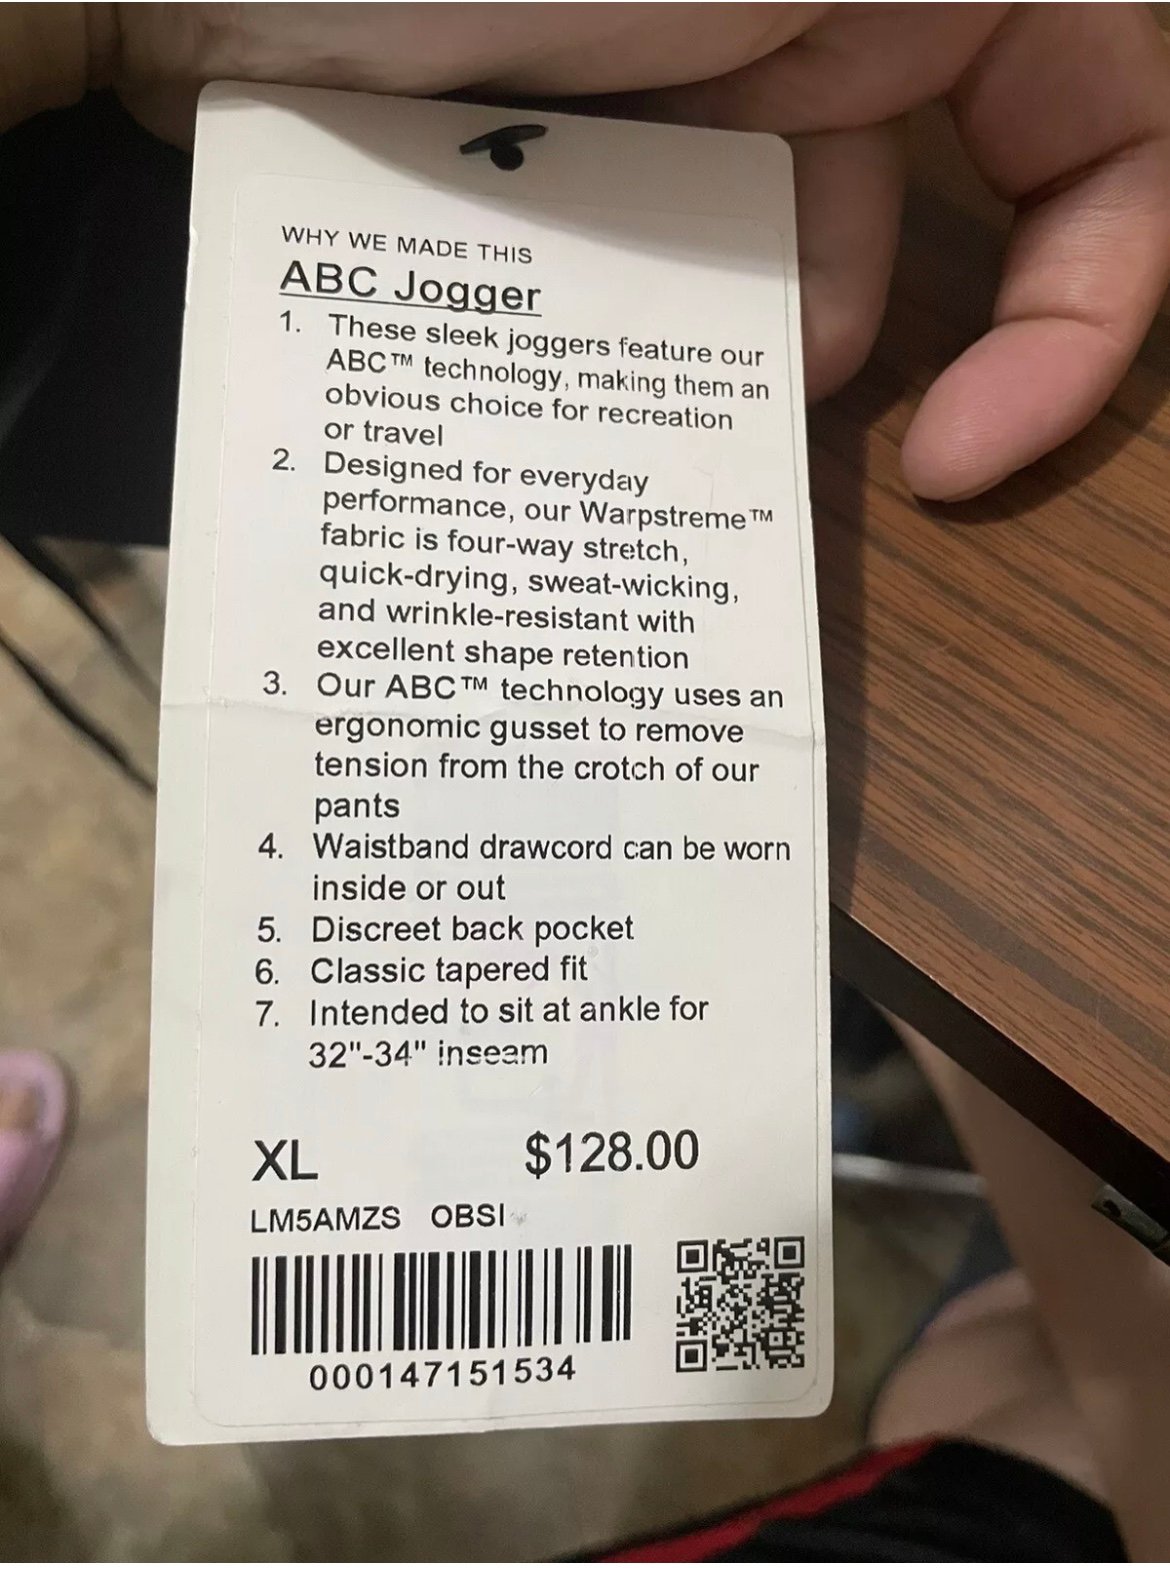 WHY WE MADE THIS
ABC Jogger
1. These sleek joggers feature our
ABC™ technology, making them an
obvious choice for recreation
or travel
2. Designed for everyday
performance, our Warpstreme™
fabric is four-way stretch,
quick-drying, sweat-wicking,
and wrinkle-resistant with
excellent shape retention
3. Our ABC™ technology uses an
ergonomic gusset to remove
tension from the crotch of our
pants
4. Waistband drawcord can be worn
inside or out
5. Discreet back pocket
6. Classic tapered fit
7. Intended to sit at ankle for
32"-34" inseam
XL $128.00
LM5AMZS OBSI
000147151534